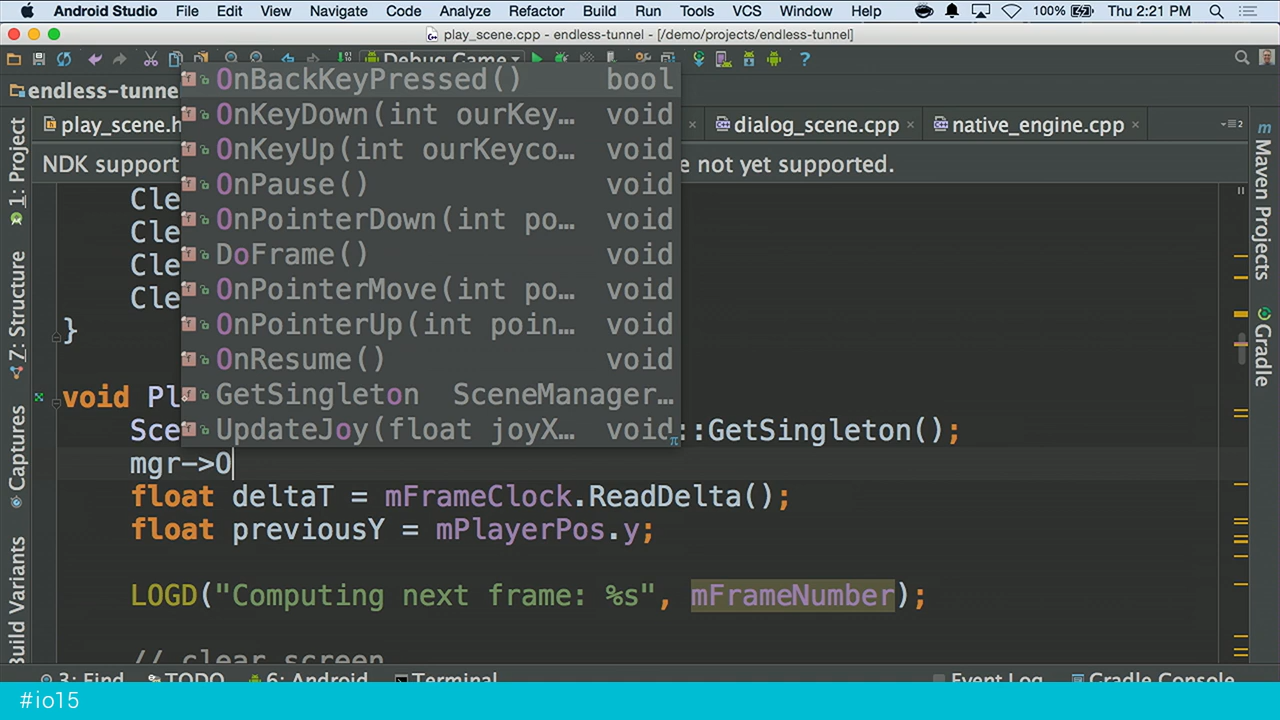 Android Studio File Edit View Navigate Code Analyze Refactor Build Run Tools VCS Window Help 100% Thu 2:21 PM
play_scene.cpp - endless-tunnel - [/demo/projects/endless-tunnel]
Debug Game
endless-tunne
play_scene.h dialog_scene.cpp native_engine.cpp
NDK support e not yet supported.
OnBackKeyPressed() bool
OnKeyDown(int ourKey… void
OnKeyUp(int ourKeyco… void
OnPause() void
OnPointerDown(int po… void
DoFrame() void
OnPointerMove(int po… void
OnPointerUp(int poin… void
OnResume() void
GetSingleton SceneManager…
UpdateJoy(float joyX… void
Cle
Cle
Cle
Cle
}
void Pl
Sce ::GetSingleton();
mgr->O
float deltaT = mFrameClock.ReadDelta();
float previousY = mPlayerPos.y;
LOGD("Computing next frame: %s", mFrameNumber);
// clear screen
1: Project
7: Structure
Captures
Build Variants
Maven Projects
Gradle
3: Find TODO 6: Android Terminal Event Log Gradle Console
#io15